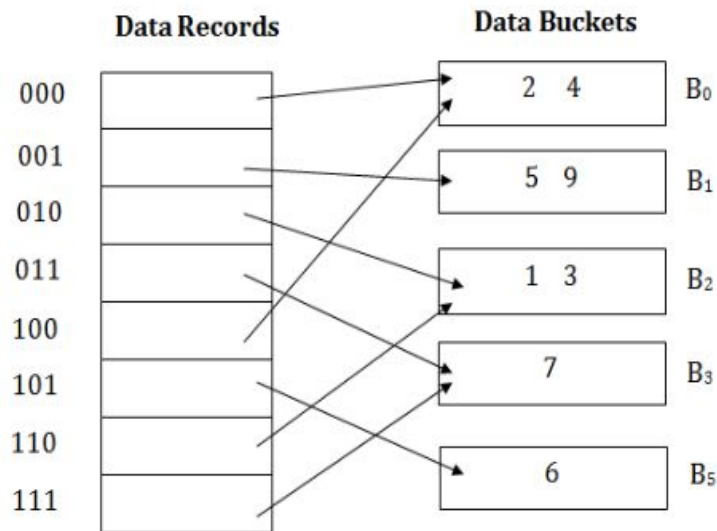 Data Records Data Buckets
000 2 4 B₀
001 5 9 B₁
010
011 1 3 B₂
100
101 7 B₃
110
111 6 B₅